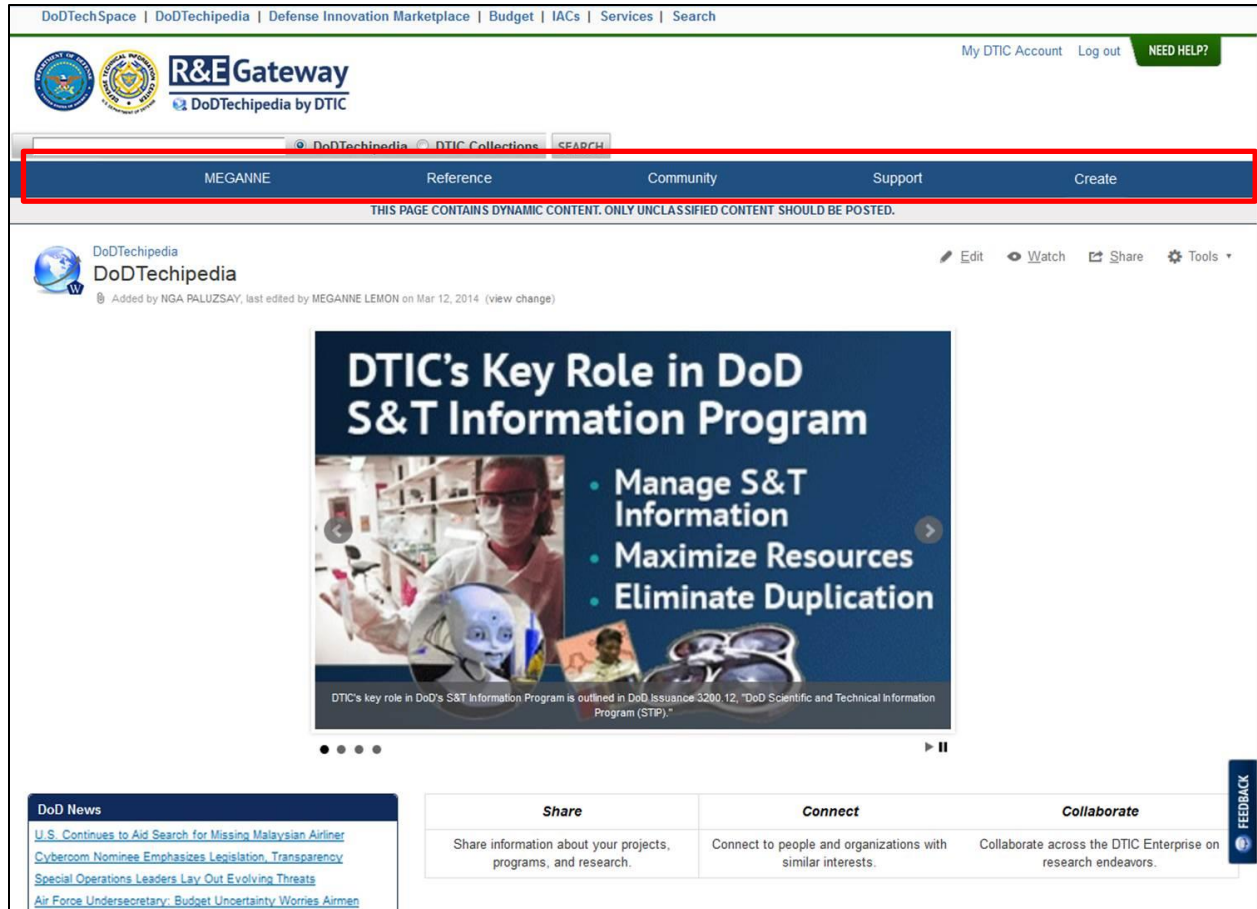 DoDTechSpace | DoDTechipedia | Defense Innovation Marketplace | Budget | IACs | Services | Search
My DTIC Account Log out NEED HELP?
R&E Gateway
DoDTechipedia by DTIC
DoDTechipedia DTIC Collections SEARCH
MEGANNE Reference Community Support Create
THIS PAGE CONTAINS DYNAMIC CONTENT. ONLY UNCLASSIFIED CONTENT SHOULD BE POSTED.
DoDTechipedia
DoDTechipedia
Edit Watch Share Tools
Added by NGA PALUZSAY, last edited by MEGANNE LEMON on Mar 12, 2014 (view change)
W
DTIC's Key Role in DoD
S&T Information Program
• Manage S&T
Information
• Maximize Resources
• Eliminate Duplication
DTIC's key role in DoD's S&T Information Program is outlined in DoD Issuance 3200.12, "DoD Scientific and Technical Information
Program (STIP)."
FEEDBACK
DoD News
U.S. Continues to Aid Search for Missing Malaysian Airliner
Cybercom Nominee Emphasizes Legislation, Transparency
Special Operations Leaders Lay Out Evolving Threats
Air Force Undersecretary: Budget Uncertainty Worries Airmen
Share Connect Collaborate
Share information about your projects,
programs, and research.
Connect to people and organizations with
similar interests.
Collaborate across the DTIC Enterprise on
research endeavors.